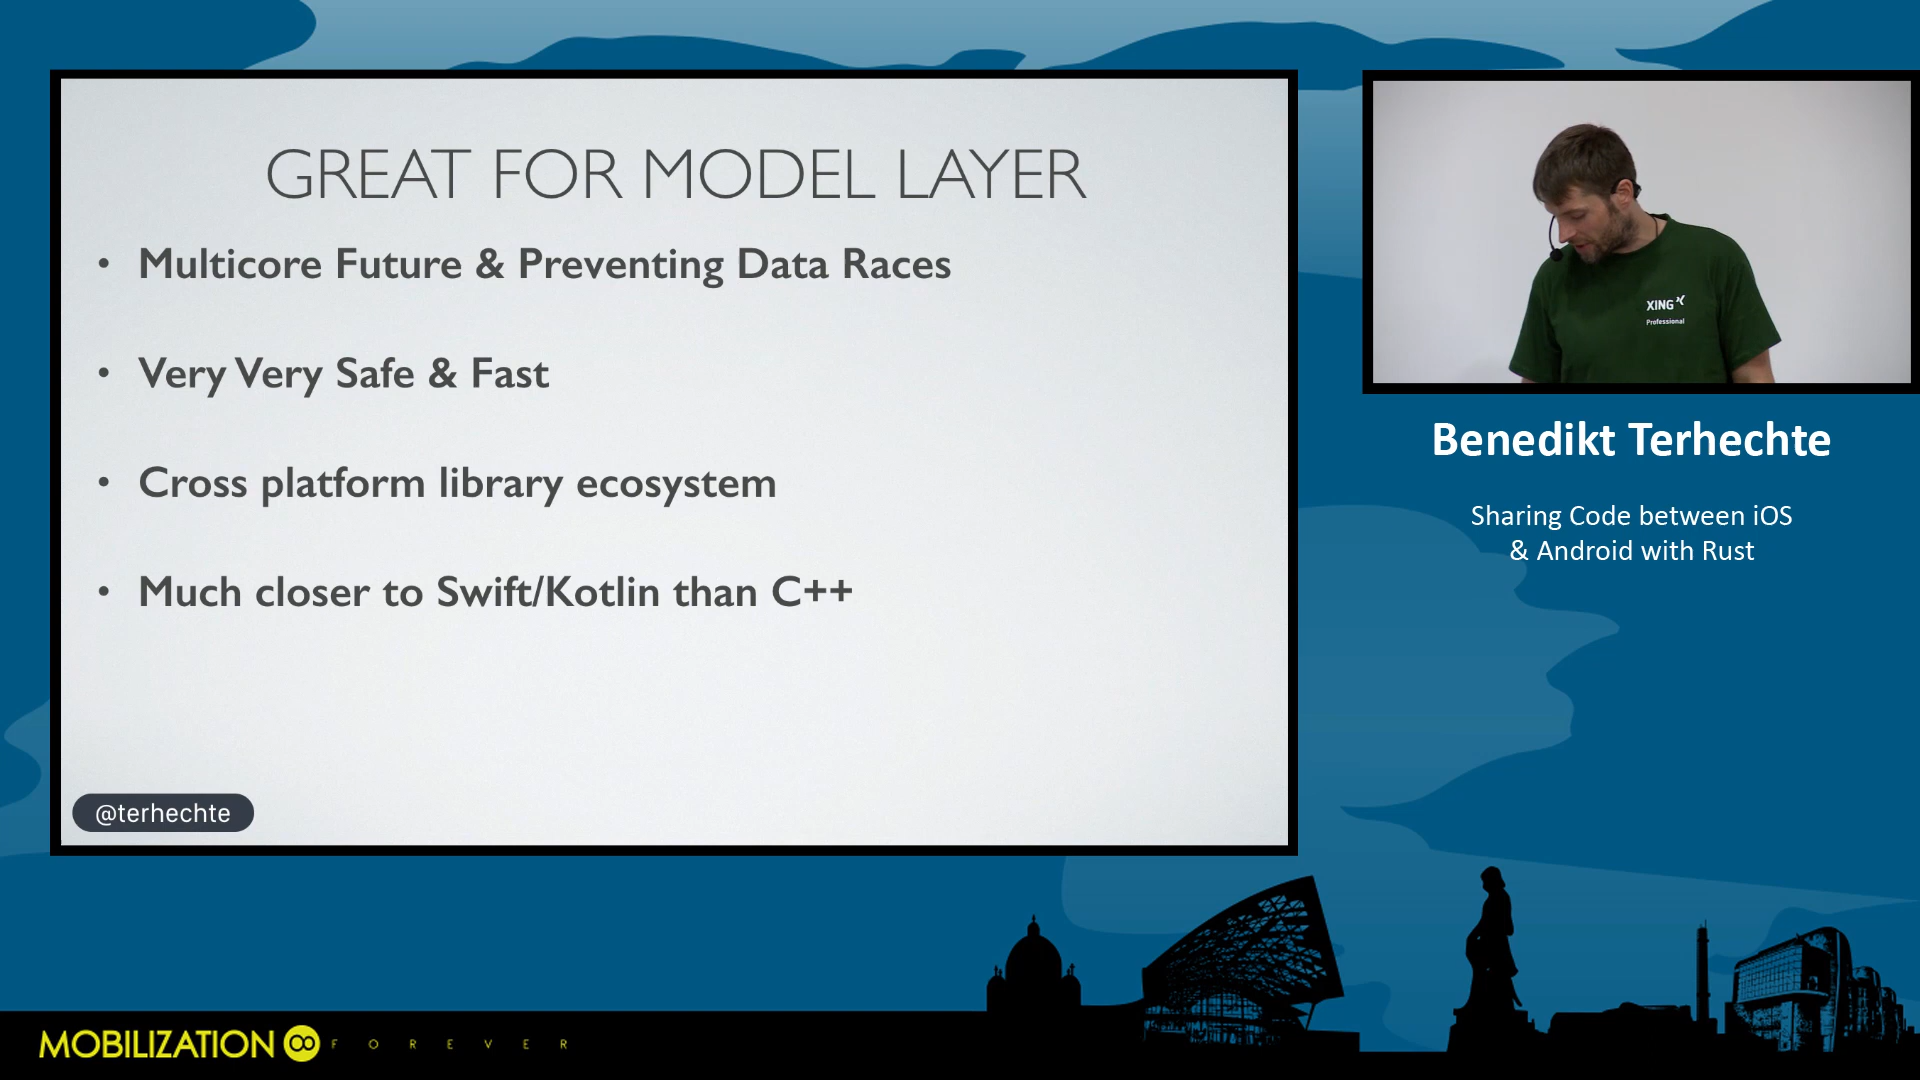 GREAT FOR MODEL LAYER
• Multicore Future & Preventing Data Races
• Very Very Safe & Fast
• Cross platform library ecosystem
• Much closer to Swift/Kotlin than C++
@terhechte
XING
Professional
Benedikt Terhechte
Sharing Code between iOS
& Android with Rust
MOBILIZATION FOREVER